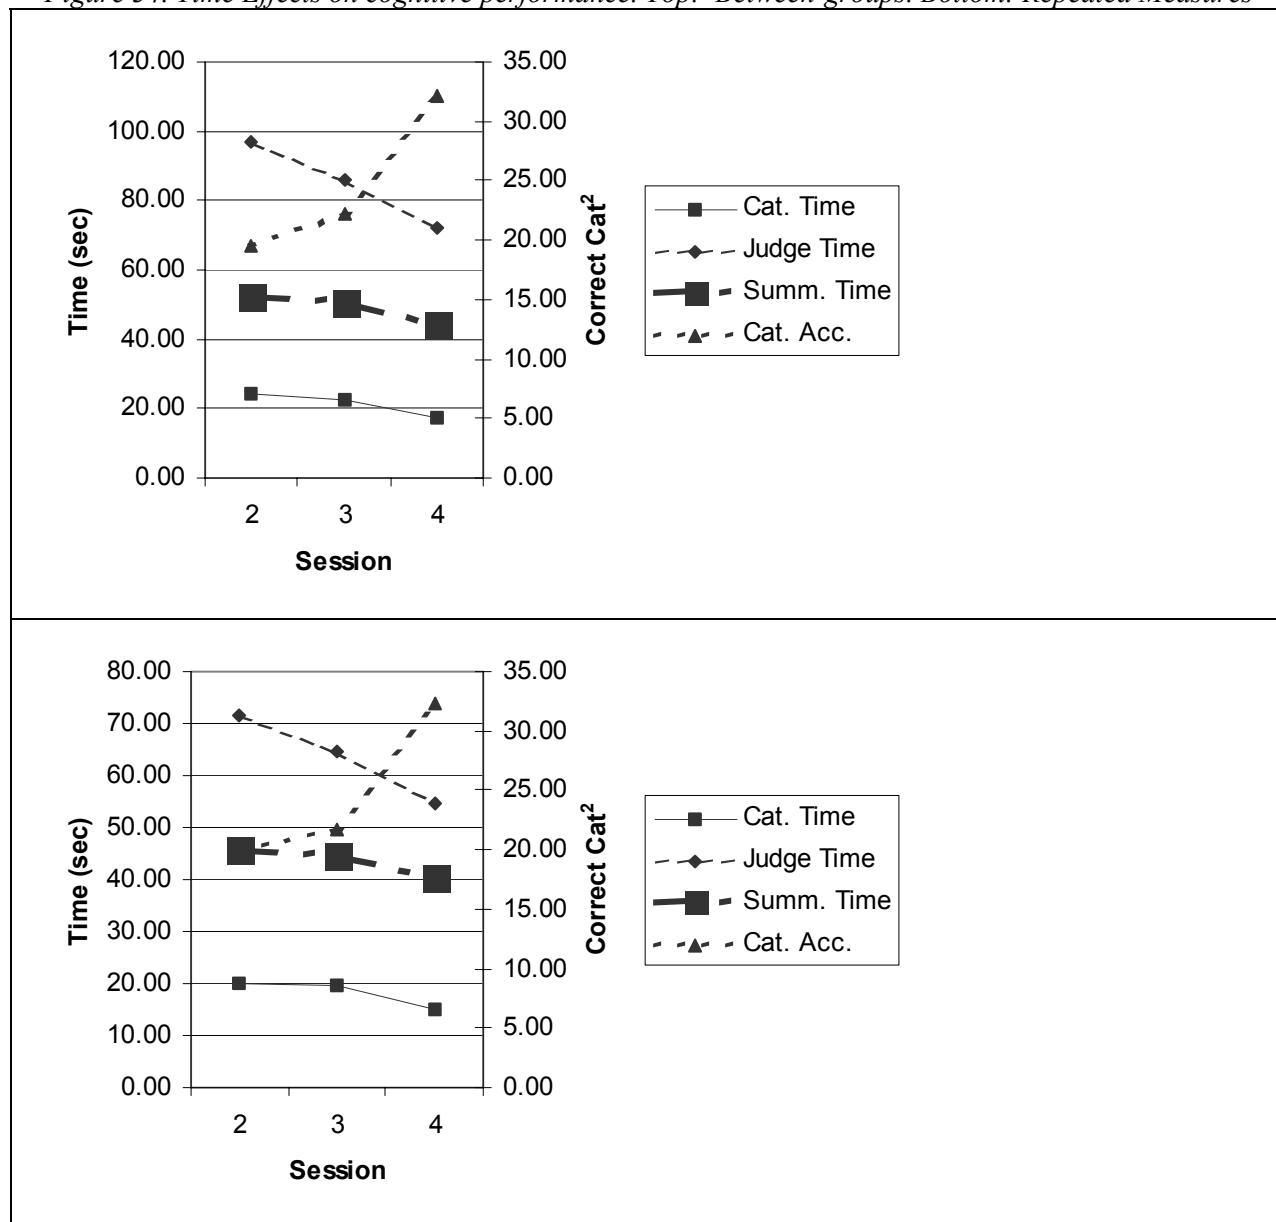 Figure 34. Time Effects on cognitive performance. Top: Between-groups. Bottom: Repeated Measures
120.00
100.00
80.00
60.00
40.00
20.00
0.00
Time (sec)
35.00
30.00
25.00
20.00
15.00
10.00
5.00
0.00
Correct Cat²
2 3 4
Session
Cat. Time
Judge Time
Summ. Time
Cat. Acc.
80.00
70.00
60.00
50.00
40.00
30.00
20.00
10.00
0.00
Time (sec)
35.00
30.00
25.00
20.00
15.00
10.00
5.00
0.00
Correct Cat²
2 3 4
Session
Cat. Time
Judge Time
Summ. Time
Cat. Acc.